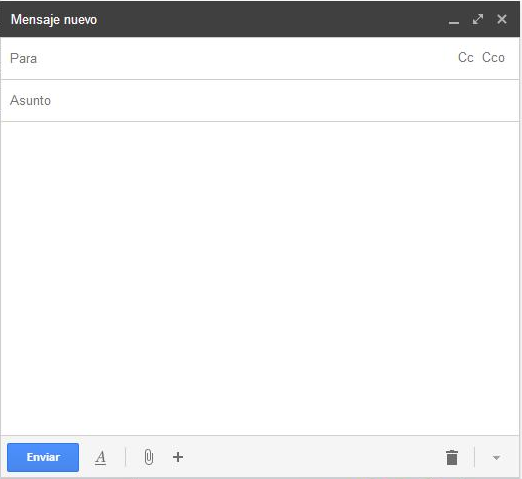 Mensaje nuevo
Para Cc Cco
Asunto
Enviar A